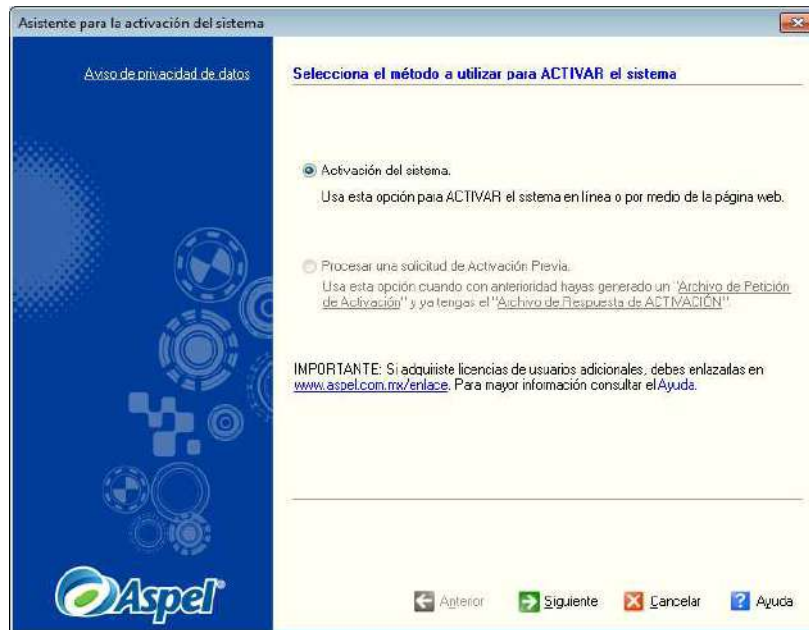 Asistente para la activación del sistema
Aviso de privacidad de datos
Selecciona el método a utilizar para ACTIVAR el sistema
Activación del sistema.
Usa esta opción para ACTIVAR el sistema en línea o por medio de la página web.
Procesar una solicitud de Activación Previa.
Usa esta opción cuando con anterioridad hayas generado un "Archivo de Petición
de Activación" y ya tengas el "Archivo de Respuesta de ACTIVACIÓN".
IMPORTANTE: Si adquiriste licencias de usuarios adicionales, debes enlazarlas en
www.aspel.com.mx/enlace. Para mayor información consultar el Ayuda.
Aspel®
Anterior
Siguiente
Cancelar
Ayuda